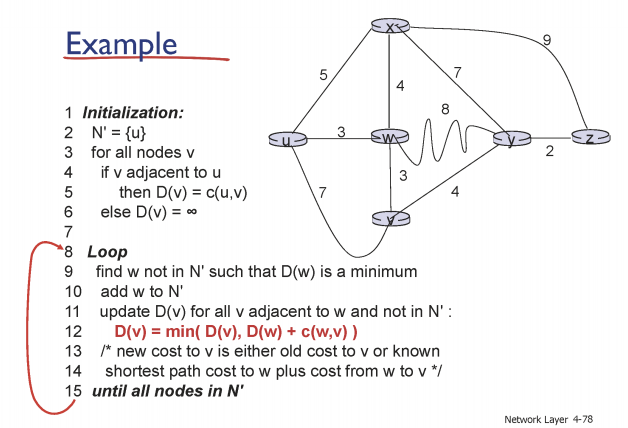 Example
1 Initialization:
2 N' = {u}
3 for all nodes v
4 if v adjacent to u
5 then D(v) = c(u,v)
6 else D(v) = ∞
7
8 Loop
9 find w not in N' such that D(w) is a minimum
10 add w to N'
11 update D(v) for all v adjacent to w and not in N' :
12 D(v) = min( D(v), D(w) + c(w,v) )
13 /* new cost to v is either old cost to v or known
14 shortest path cost to w plus cost from w to v */
15 until all nodes in N'
x
9
5
4
7
8
u
3
w
y
2
z
7
3
4
v
Network Layer 4-78